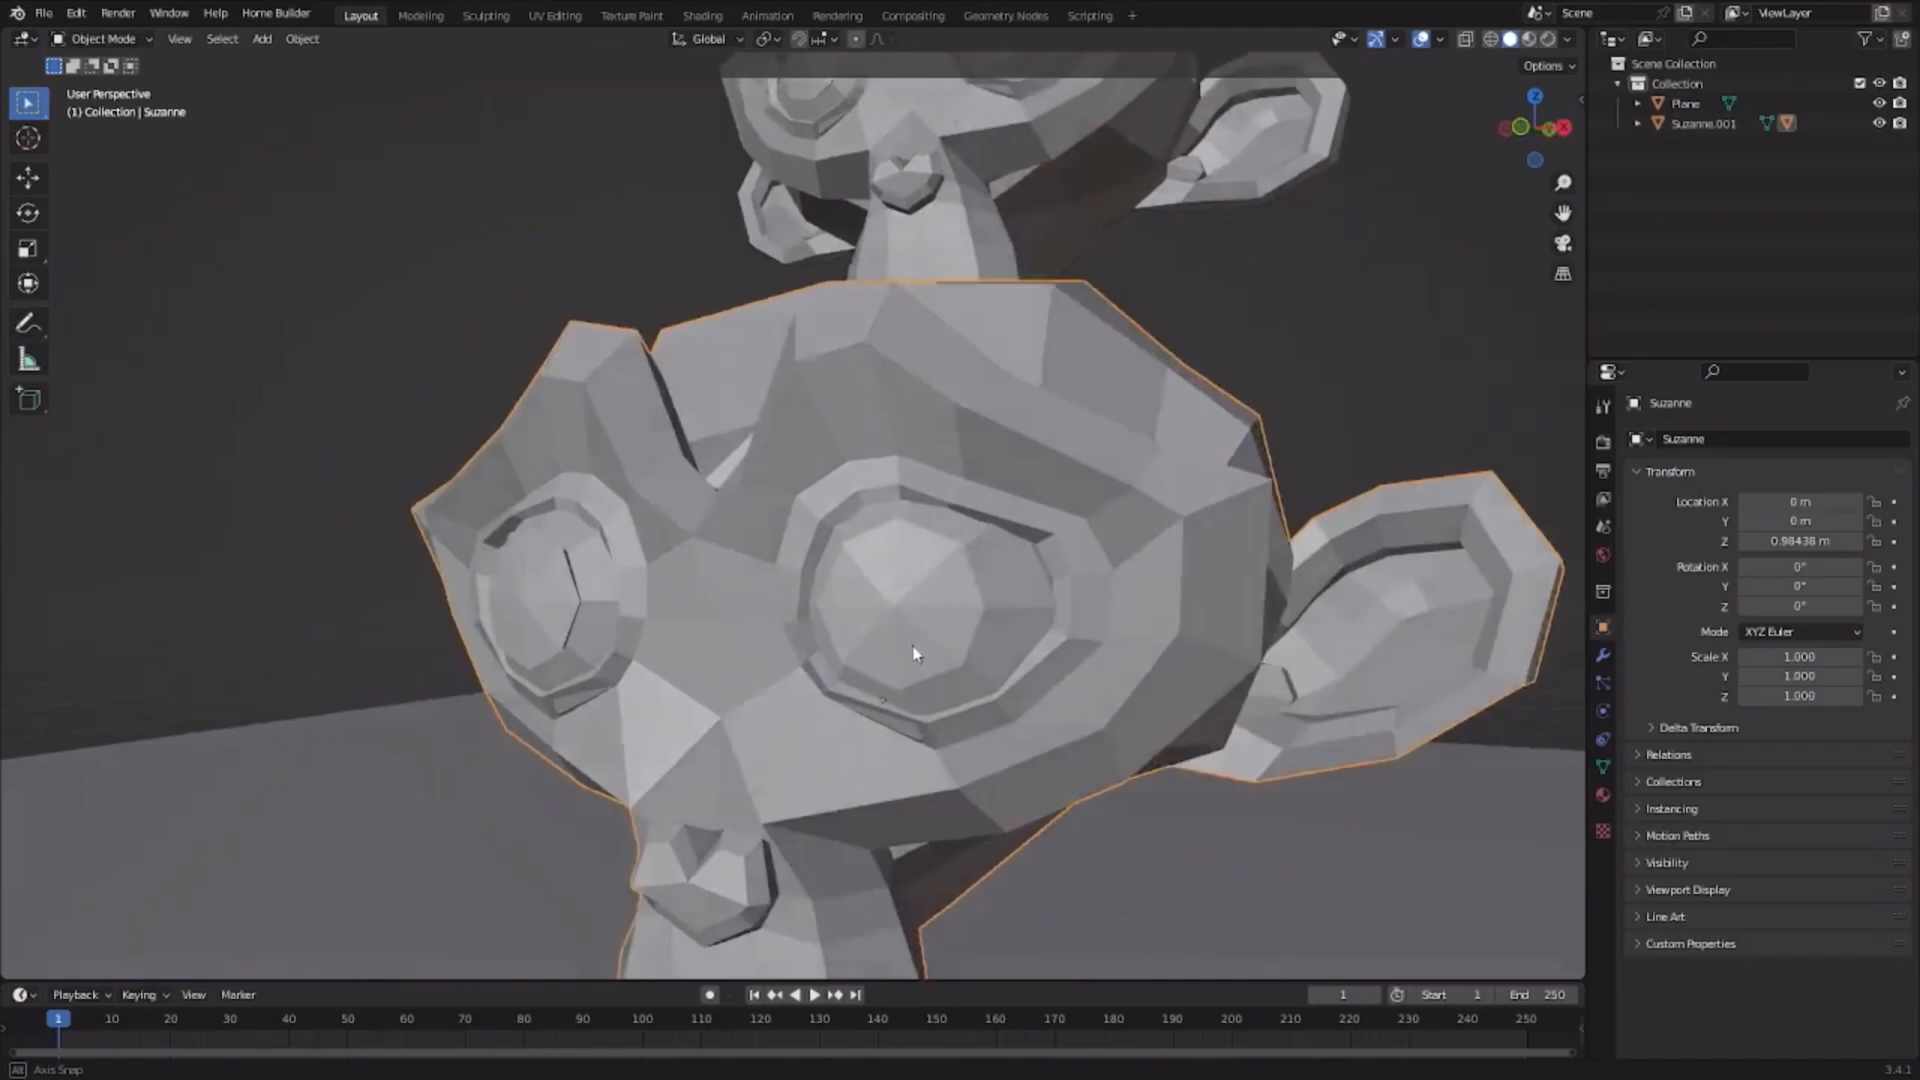 File Edit Render Window Help Home Builder
Layout Modeling Sculpting UV Editing Texture Paint Shading Animation Rendering Compositing Geometry Nodes Scripting +
Scene
ViewLayer
Object Mode View Select Add Object
Global
Options
User Perspective
(1) Collection | Suzanne
Z
Y
X
Scene Collection
Collection
Plane
Suzanne.001
Suzanne
Suzanne
Transform
Location X 0 m
Y 0 m
Z 0.98438 m
Rotation X 0°
Y 0°
Z 0°
Mode XYZ Euler
Scale X 1.000
Y 1.000
Z 1.000
Delta Transform
Relations
Collections
Instancing
Motion Paths
Visibility
Viewport Display
Line Art
Custom Properties
Playback Keying View Marker
1 Start 1 End 250
1 10 20 30 40 50 60 70 80 90 100 110 120 130 140 150 160 170 180 190 200 210 220 230 240 250
Alt Axis Snap
3.4.1